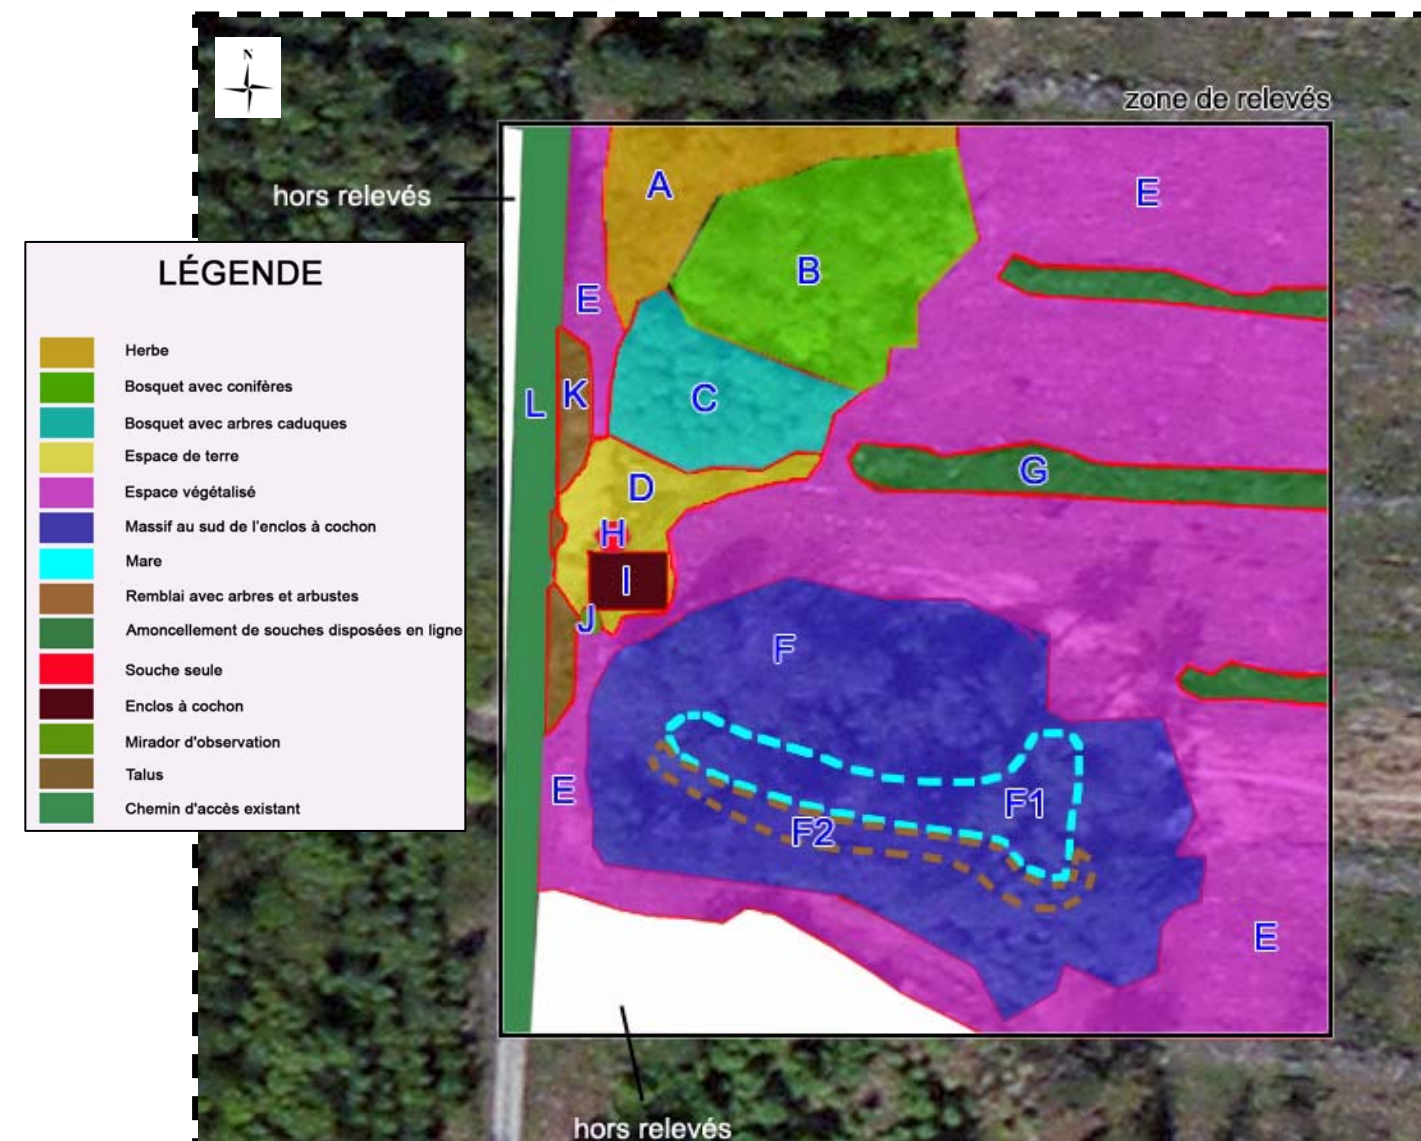 N
zone de relevés
hors relevés
A
E
B
E
LÉGENDE
Herbe
Bosquet avec conifères
Bosquet avec arbres caduques
Espace de terre
Espace végétalisé
Massif au sud de l'enclos à cochon
Mare
Remblai avec arbres et arbustes
Amoncellement de souches disposées en ligne
Souche seule
Enclos à cochon
Mirador d'observation
Talus
Chemin d'accès existant
L
K
C
D
G
H
I
J
F
E
F1
F2
E
hors relevés